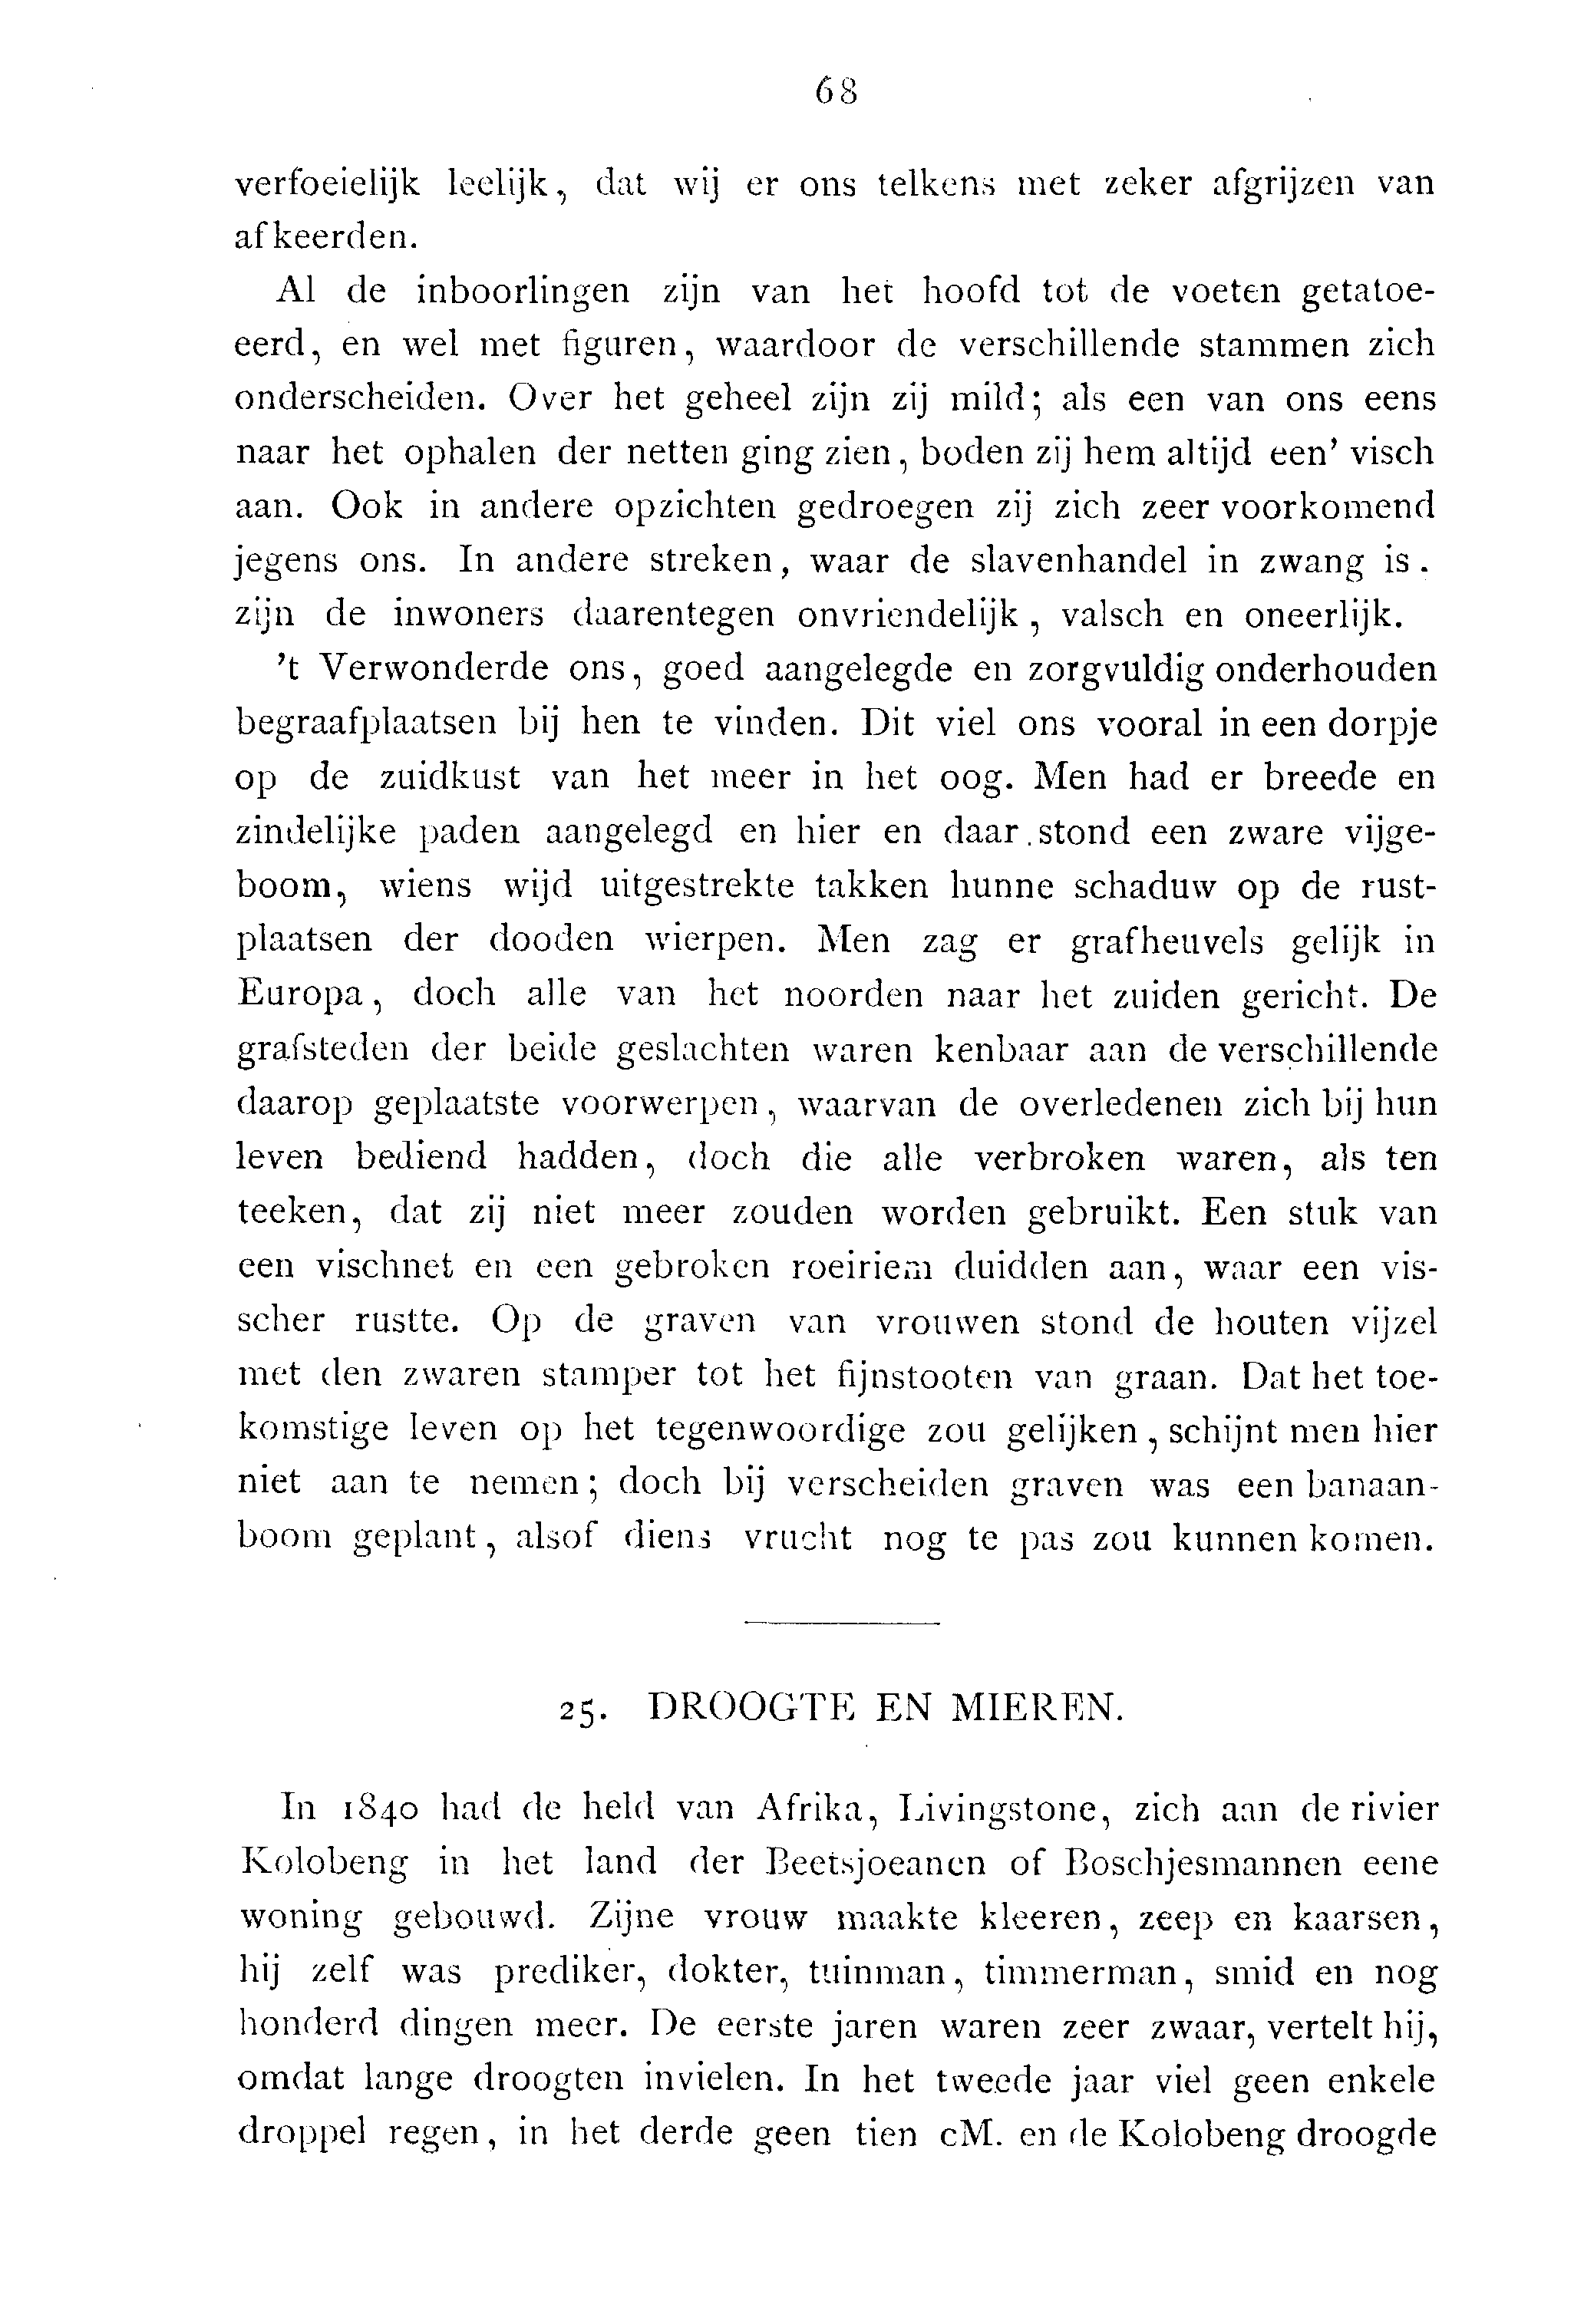 68
verfoeielijk leelijk, dat wij er ons telkens met zeker afgrijzen van
afkeerden.
Al de inboorlingen zijn van het hoofd tot de voeten getatoe-
eerd, en wel met figuren, waardoor de verschillende stammen zich
onderscheiden. Over het geheel zijn zij mild; als een van ons eens
naar het ophalen der netten ging zien, boden zij hem altijd een' visch
aan. Ook in andere opzichten gedroegen zij zich zeer voorkomend
jegens ons. In andere streken, waar de slavenhandel in zwang is.
zijn de inwoners daarentegen onvriendelijk, valsch en oneerlijk.
't Verwonderde ons, goed aangelegde en zorgvuldig onderhouden
begraafplaatsen bij hen te vinden. Dit viel ons vooral in een dorpje
op de zuidkust van het meer in het oog. Men had er breede en
zindelijke paden aangelegd en hier en daar stond een zware vijge-
boom, wiens wijd uitgestrekte takken hunne schaduw op de rust-
plaatsen der dooden wierpen. Men zag er grafheuvels gelijk in
Europa, doch alle van het noorden naar het zuiden gericht. De
grafsteden der beide geslachten waren kenbaar aan de verschillende
daarop geplaatste voorwerpen, waarvan de overledenen zich bij hun
leven bediend hadden, doch die alle verbroken waren, als ten
teeken, dat zij niet meer zouden worden gebruikt. Een stuk van
een vischnet en een gebroken roeiriem duidden aan, waar een vis-
scher rustte. Op de graven van vrouwen stond de houten vijzel
met den zwaren stamper tot het fijnstooten van graan. Dat het toe-
komstige leven op het tegenwoordige zou gelijken, schijnt men hier
niet aan te nemen; doch bij verscheiden graven was een banaan-
boom geplant, alsof diens vrucht nog te pas zou kunnen komen.
25. DROOGTE EN MIEREN.
In 1840 had de held van Afrika, Livingstone, zich aan de rivier
Kolobeng in het land der Beetsjoeanen of Boschjesmannen eene
woning gebouwd. Zijne vrouw maakte kleeren, zeep en kaarsen,
hij zelf was prediker, dokter, tuinman, timmerman, smid en nog
honderd dingen meer. De eerste jaren waren zeer zwaar, vertelt hij,
omdat lange droogten invielen. In het tweede jaar viel geen enkele
droppel regen, in het derde geen tien cM. en de Kolobeng droogde